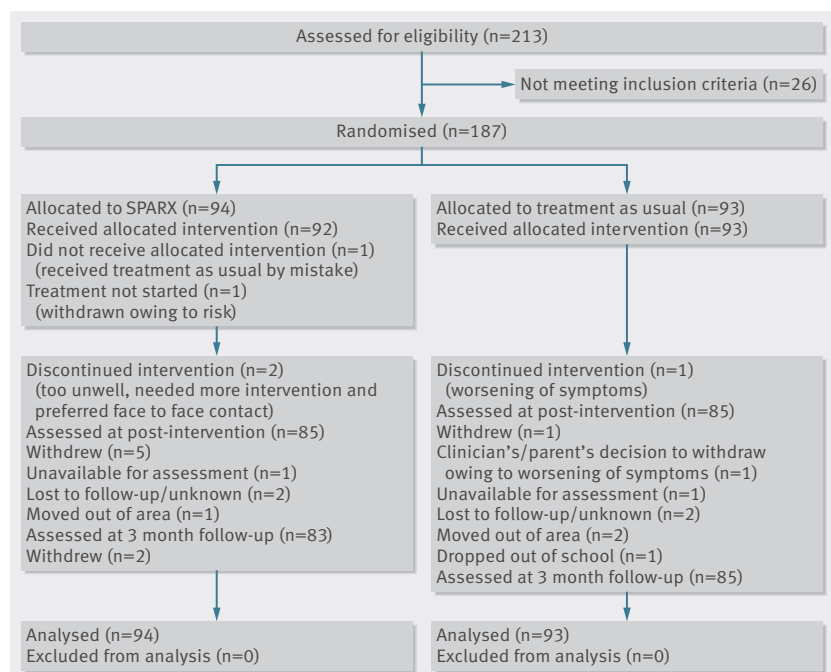 Assessed for eligibility (n=213)
Not meeting inclusion criteria (n=26)
Randomised (n=187)
Allocated to SPARX (n=94)
Received allocated intervention (n=92)
Did not receive allocated intervention (n=1)
(received treatment as usual by mistake)
Treatment not started (n=1)
(withdrawn owing to risk)
Allocated to treatment as usual (n=93)
Received allocated intervention (n=93)
Discontinued intervention (n=2)
(too unwell, needed more intervention and
preferred face to face contact)
Assessed at post-intervention (n=85)
Withdrew (n=5)
Unavailable for assessment (n=1)
Lost to follow-up/unknown (n=2)
Moved out of area (n=1)
Assessed at 3 month follow-up (n=83)
Withdrew (n=2)
Discontinued intervention (n=1)
(worsening of symptoms)
Assessed at post-intervention (n=85)
Withdrew (n=1)
Clinician's/parent's decision to withdraw
owing to worsening of symptoms (n=1)
Unavailable for assessment (n=1)
Lost to follow-up/unknown (n=2)
Moved out of area (n=2)
Dropped out of school (n=1)
Assessed at 3 month follow-up (n=85)
Analysed (n=94)
Excluded from analysis (n=0)
Analysed (n=93)
Excluded from analysis (n=0)